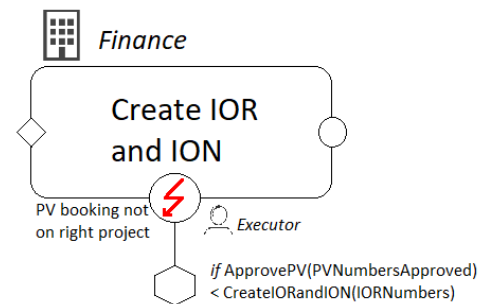 Finance
Create IOR
and ION
PV booking not
on right project
Executor
if ApprovePV(PVNumbersApproved)
< CreateIORandION(IORNumbers)